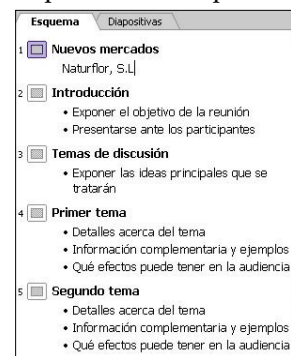 Esquema Diapositivas
1 Nuevos mercados
Naturflor, S.L
2 Introducción
• Exponer el objetivo de la reunión
• Presentarse ante los participantes
3 Temas de discusión
• Exponer las ideas principales que se
tratarán
4 Primer tema
• Detalles acerca del tema
• Información complementaria y ejemplos
• Qué efectos puede tener en la audiencia
5 Segundo tema
• Detalles acerca del tema
• Información complementaria y ejemplos
• Qué efectos puede tener en la audiencia